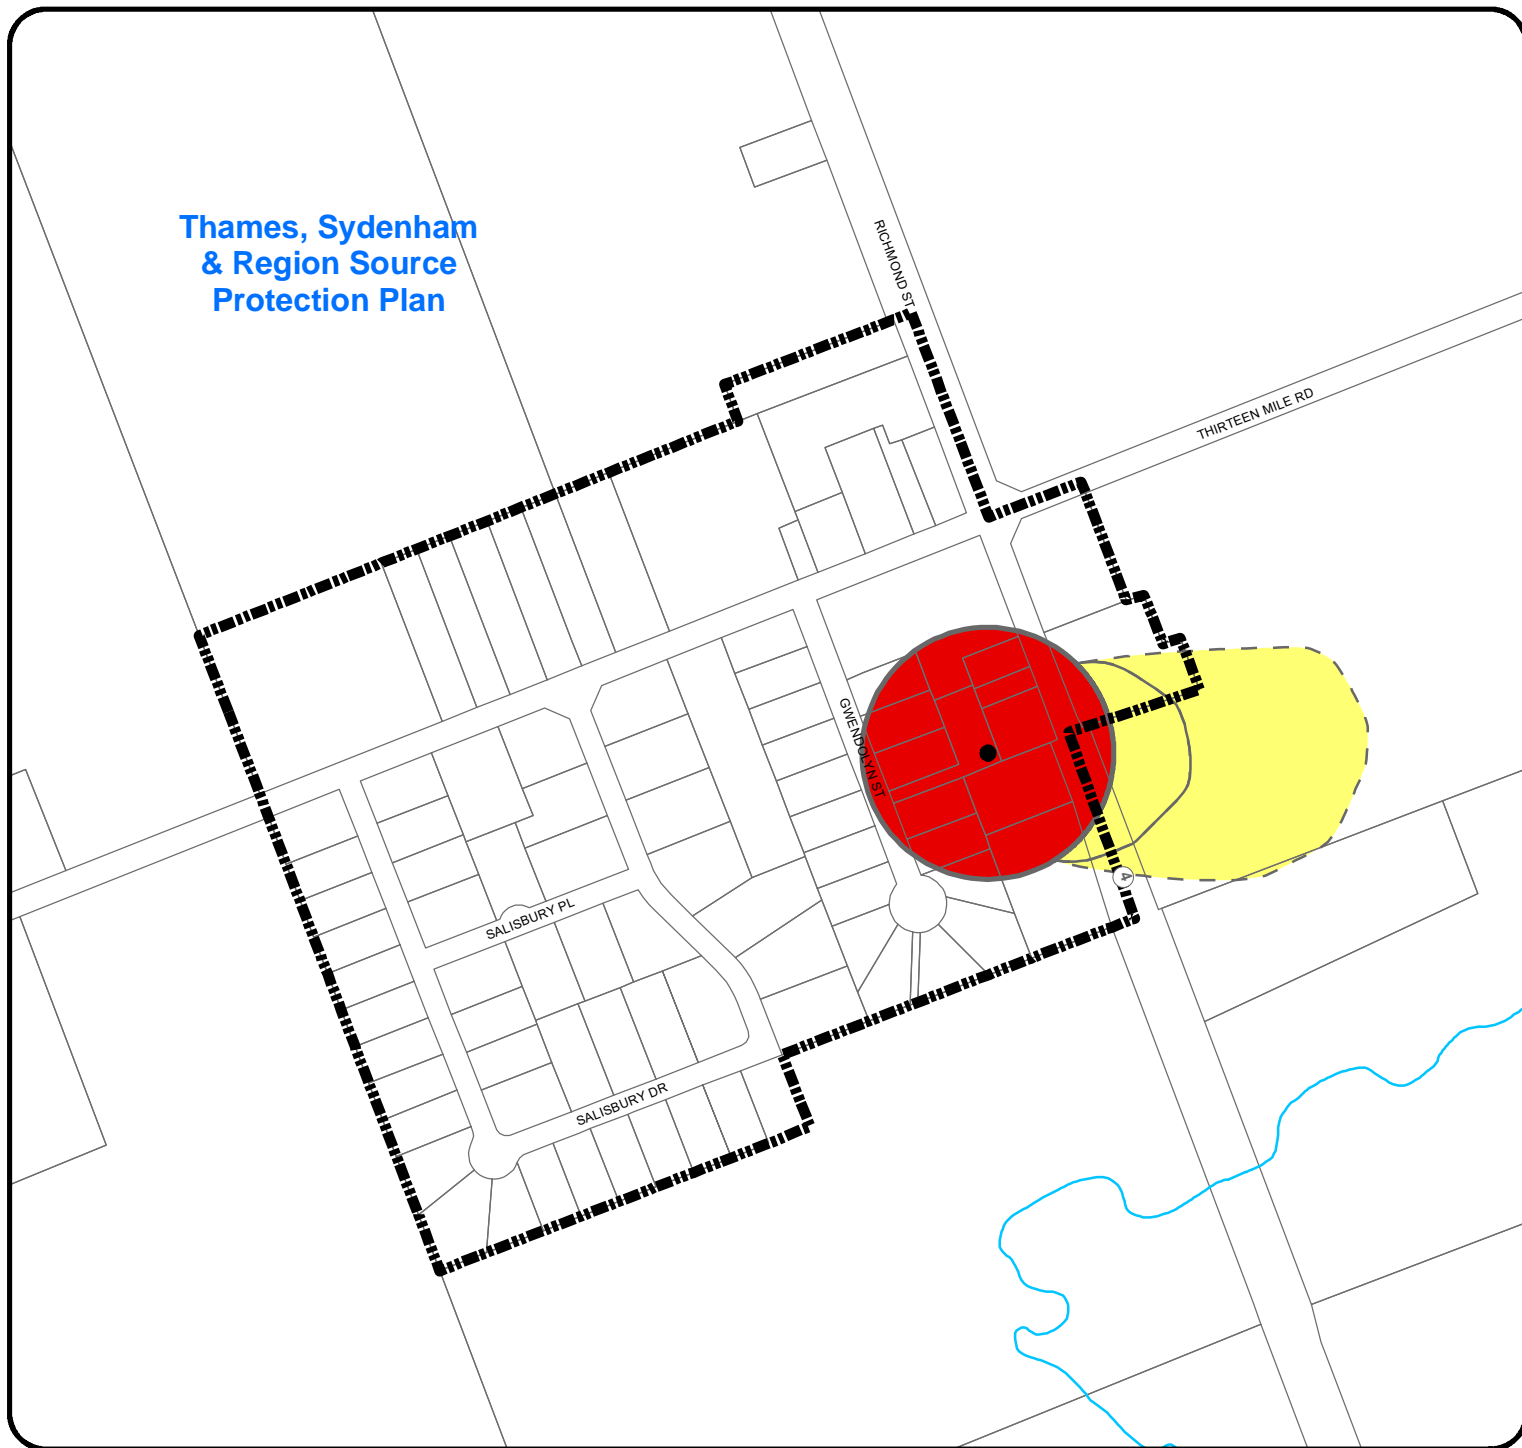 Thames, Sydenham
& Region Source
Protection Plan
RICHMOND ST
THIRTEEN MILE RD
GWENDOLYN ST
4
SALISBURY PL
SALISBURY DR